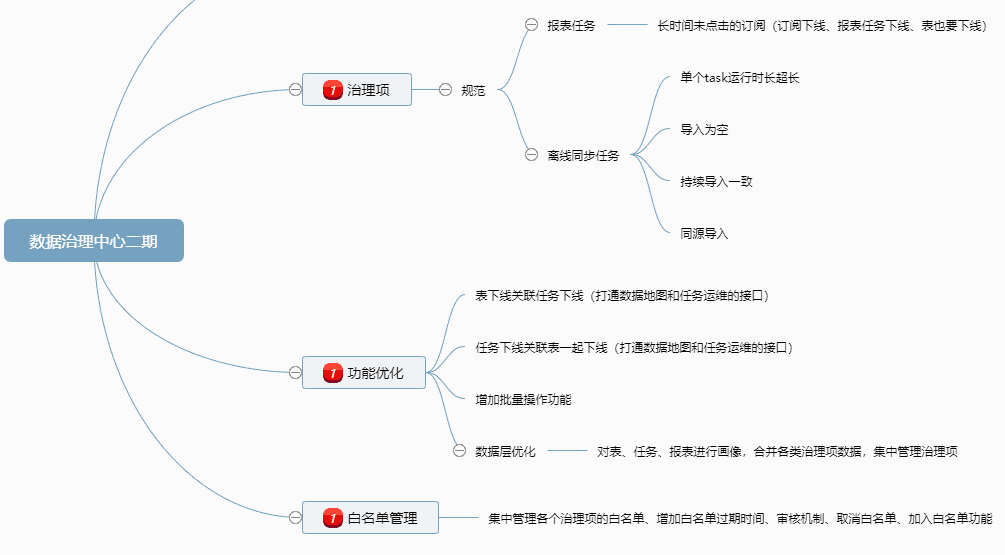 报表任务
长时间未点击的订阅（订阅下线、报表任务下线、表也要下线）
1 治理项
规范
单个task运行时长超长
导入为空
离线同步任务
持续导入一致
同源导入
数据治理中心二期
表下线关联任务下线（打通数据地图和任务运维的接口）
任务下线关联表一起下线（打通数据地图和任务运维的接口）
1 功能优化
增加批量操作功能
数据层优化
对表、任务、报表进行画像，合并各类治理项数据，集中管理治理项
1 白名单管理
集中管理各个治理项的白名单、增加白名单过期时间、审核机制、取消白名单、加入白名单功能